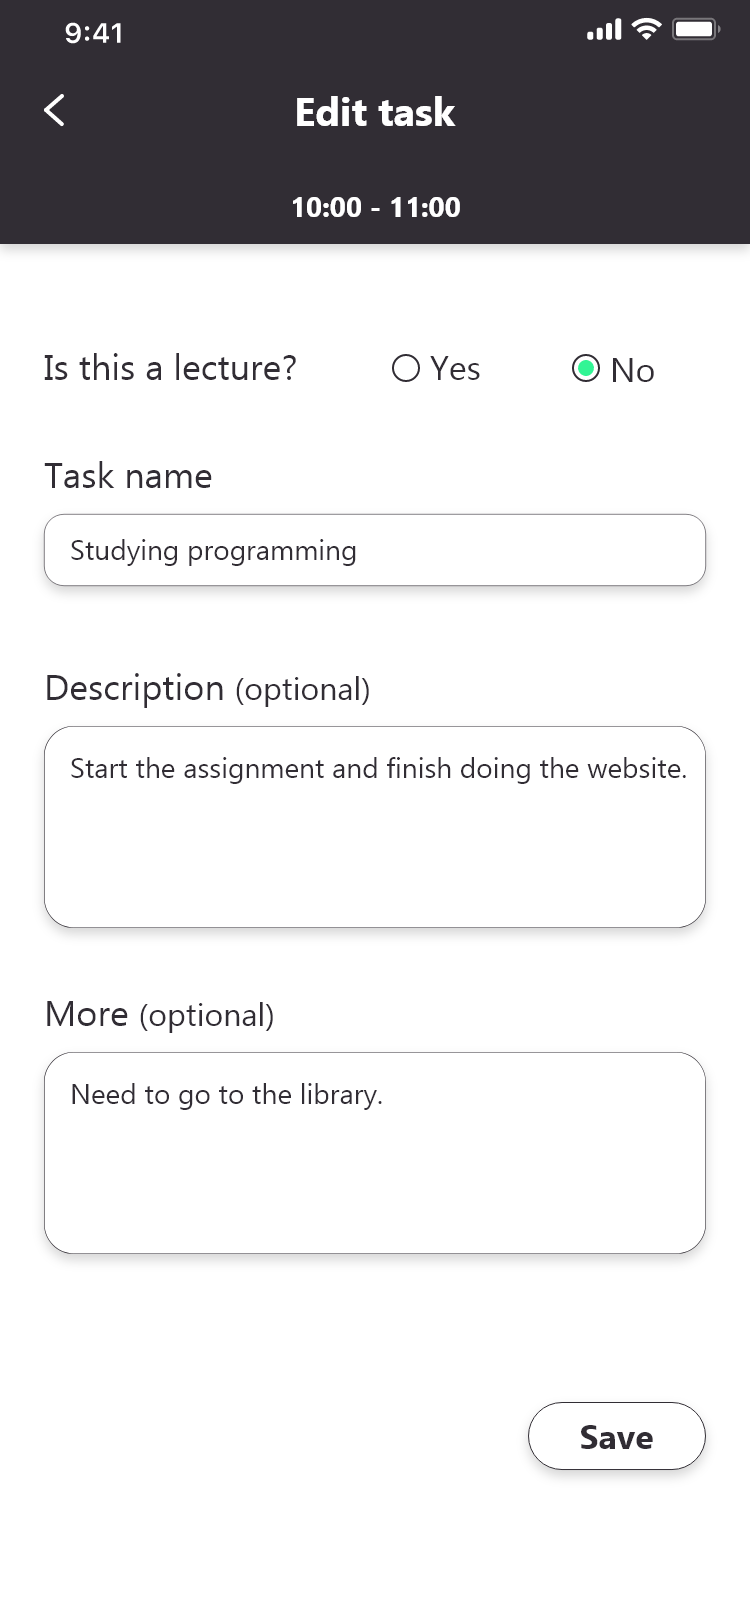 9:41
Edit task
10:00 - 11:00
Is this a lecture? Yes No
Task name
Studying programming
Description (optional)
Start the assignment and finish doing the website.
More (optional)
Need to go to the library.
Save